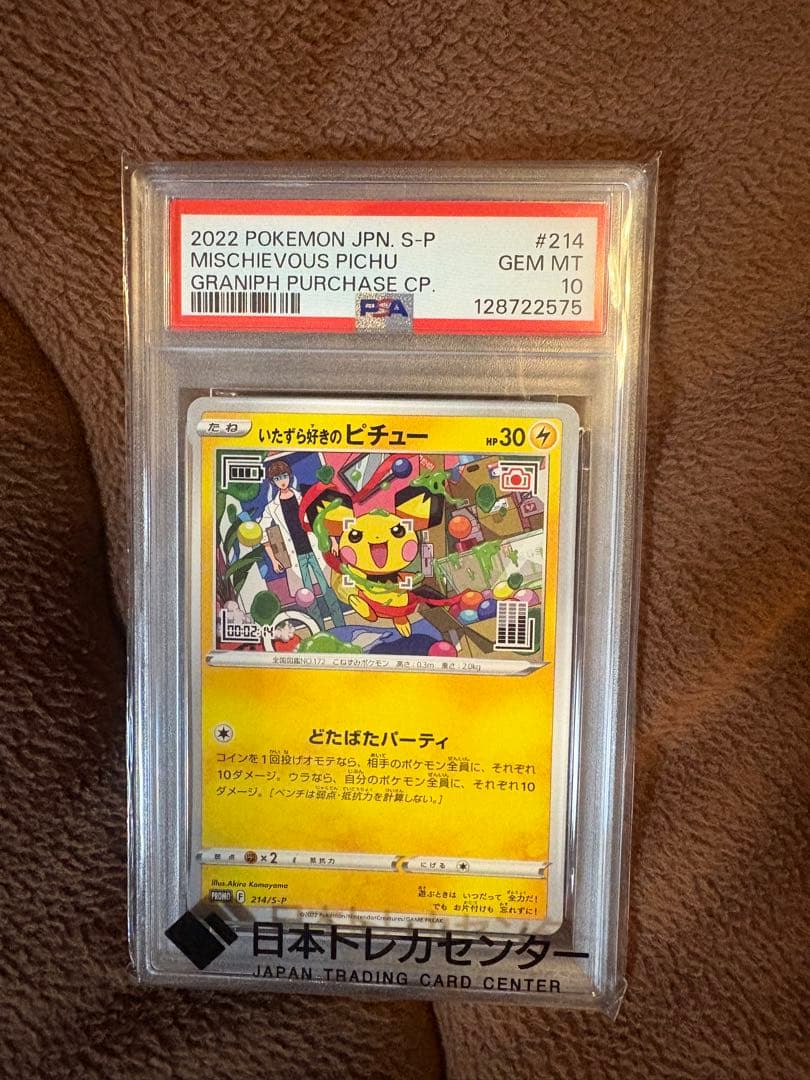 2022 POKEMON JPN. S-P #214
MISCHIEVOUS PICHU GEM MT
GRANIPH PURCHASE CP. 10
PSA 128722575
たね いたずら好きの ピチュー HP30
00:02:14
全国図鑑NO.172 こねずみポケモン 高さ:0.3m 重さ:2.0kg
どたばたパーティ
コインを1回投げオモテなら、相手のポケモン全員に、それぞれ
10ダメージ。ウラなら、自分のポケモン全員に、それぞれ10
ダメージ。[ベンチは弱点・抵抗力を計算しない。]
弱点 ×2 抵抗力 にげる
Illus. Akira Komayama
PROMO F 214/S-P
遊ぶときは いつだって 全力だ!
でも お片付けも 忘れずに!
©2022 Pokémon/Nintendo/Creatures/GAME FREAK
日本トレカセンター
JAPAN TRADING CARD CENTER